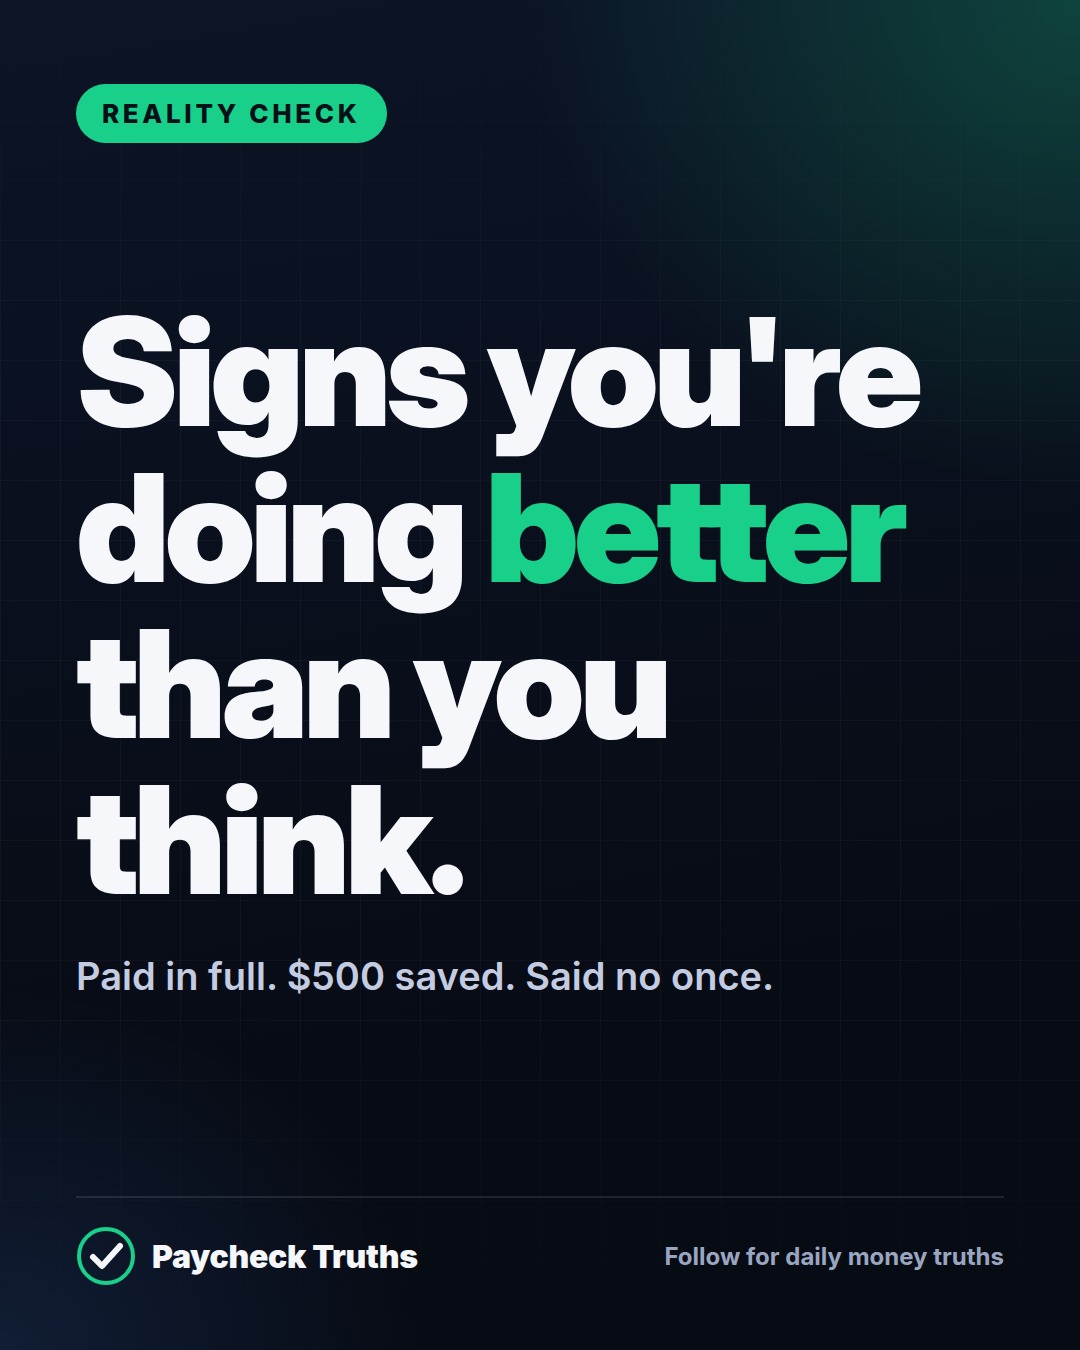 REALITY CHECK
Signs you're
doing better
than you
think.
Paid in full. $500 saved. Said no once.
Paycheck Truths
Follow for daily money truths